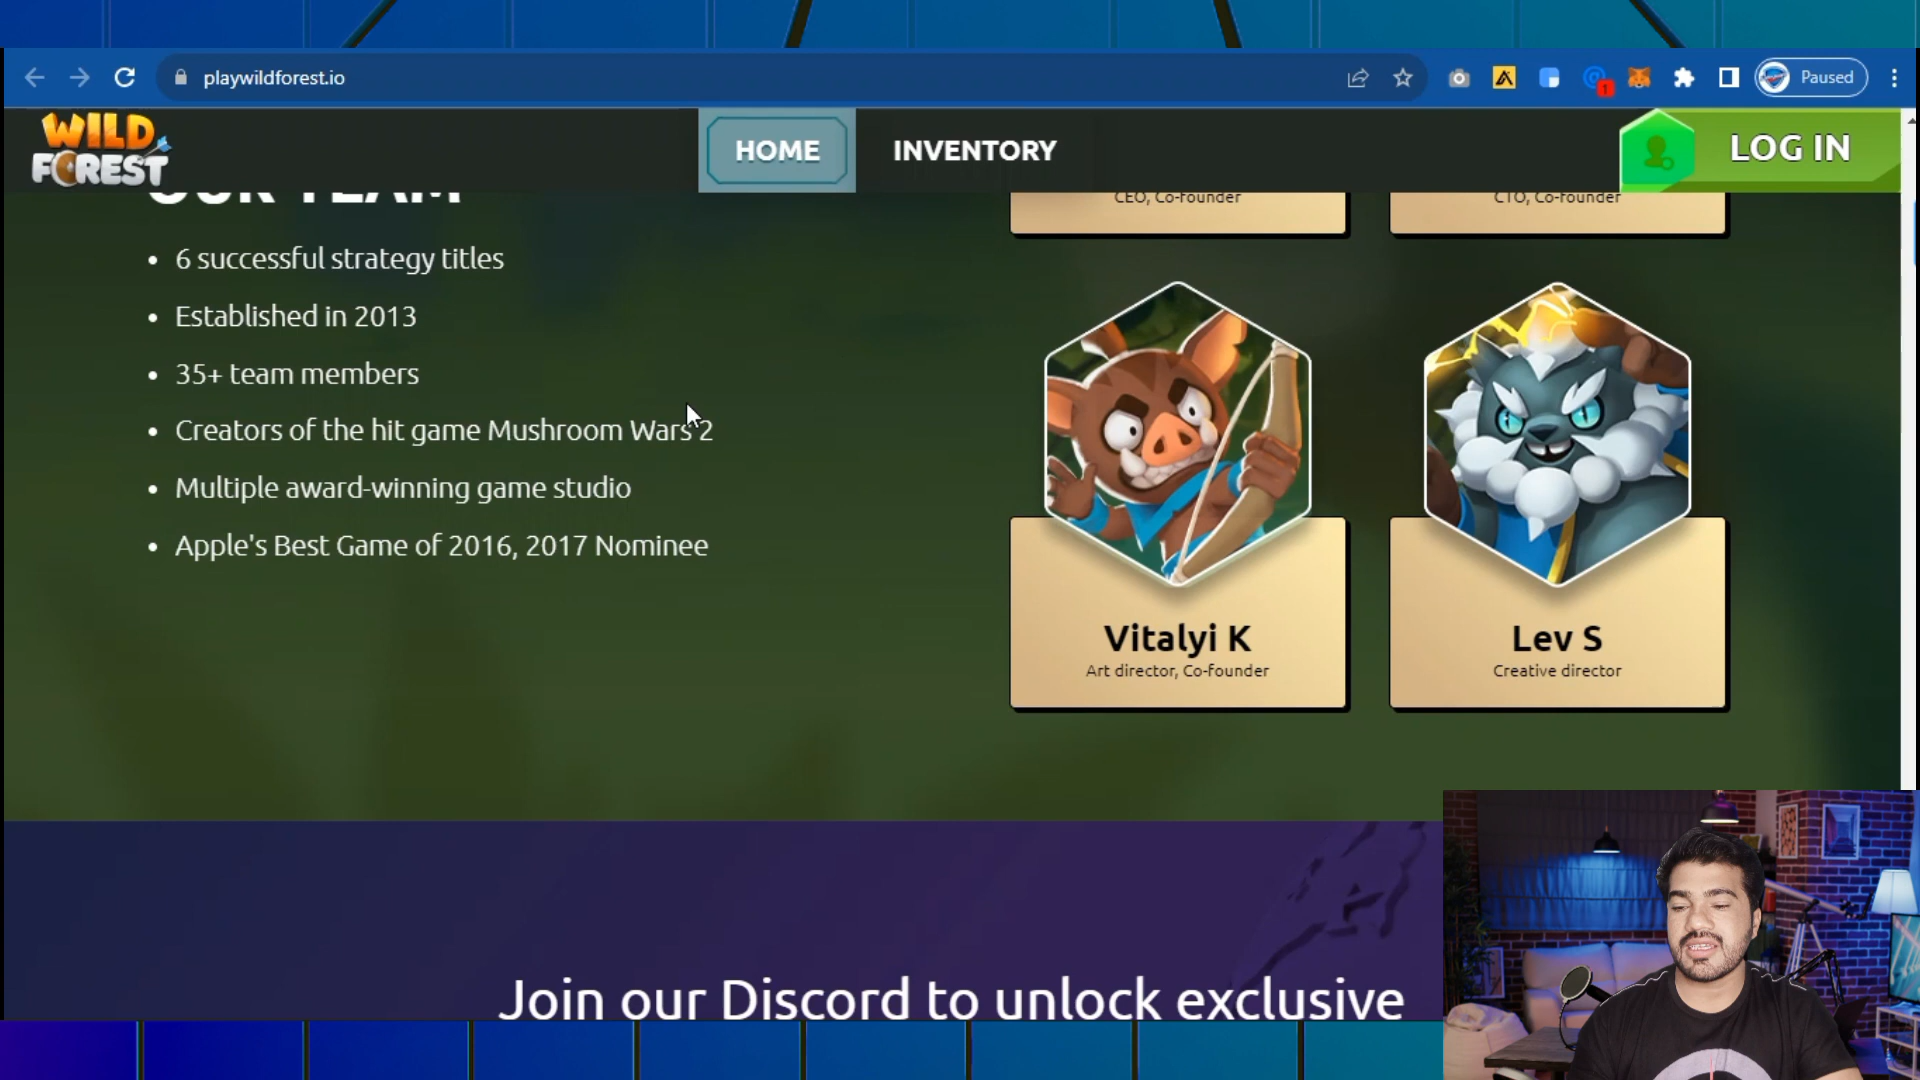 playwildforest.io
1
Paused
WILD
FOREST
HOME
INVENTORY
LOG IN
OUR TEAM
6 successful strategy titles
Established in 2013
35+ team members
Creators of the hit game Mushroom Wars 2
Multiple award-winning game studio
Apple's Best Game of 2016, 2017 Nominee
CEO, Co-founder
CTO, Co-founder
Vitalyi K
Art director, Co-founder
Lev S
Creative director
Join our Discord to unlock exclusive